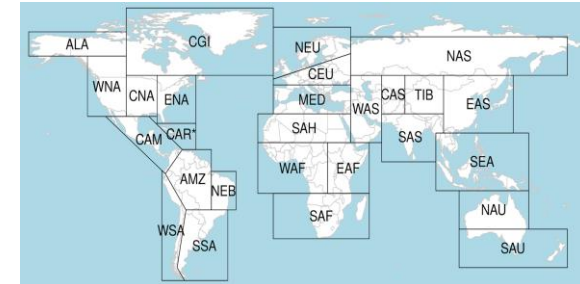 ALA
CGI
NEU
NAS
CEU
WNA
CNA
ENA
MED
WAS
CAS
TIB
EAS
CAR*
CAM
SAH
SAS
WAF
EAF
SEA
AMZ
NEB
SAF
NAU
WSA
SSA
SAU